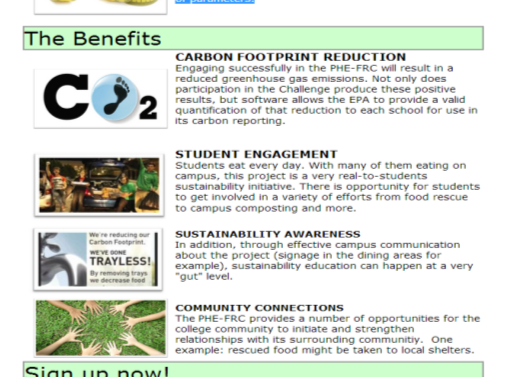 or parameters!
The Benefits
CARBON FOOTPRINT REDUCTION
Engaging successfully in the PHE-FRC will result in a
reduced greenhouse gas emissions. Not only does
participation in the Challenge produce these positive
results, but software allows the EPA to provide a valid
quantification of that reduction to each school for use in
its carbon reporting.
CO2
STUDENT ENGAGEMENT
Students eat every day. With many of them eating on
campus, this project is a very real-to-students
sustainability initiative. There is opportunity for students
to get involved in a variety of efforts from food rescue
to campus composting and more.
SUSTAINABILITY AWARENESS
In addition, through effective campus communication
about the project (signage in the dining areas for
example), sustainability education can happen at a very
"gut" level.
We're reducing our
Carbon Footprint.
WE'VE GONE
TRAYLESS!
By removing trays
we decrease food
COMMUNITY CONNECTIONS
The PHE-FRC provides a number of opportunities for the
college community to initiate and strengthen
relationships with its surrounding communitiy. One
example: rescued food might be taken to local shelters.
Sign up now!